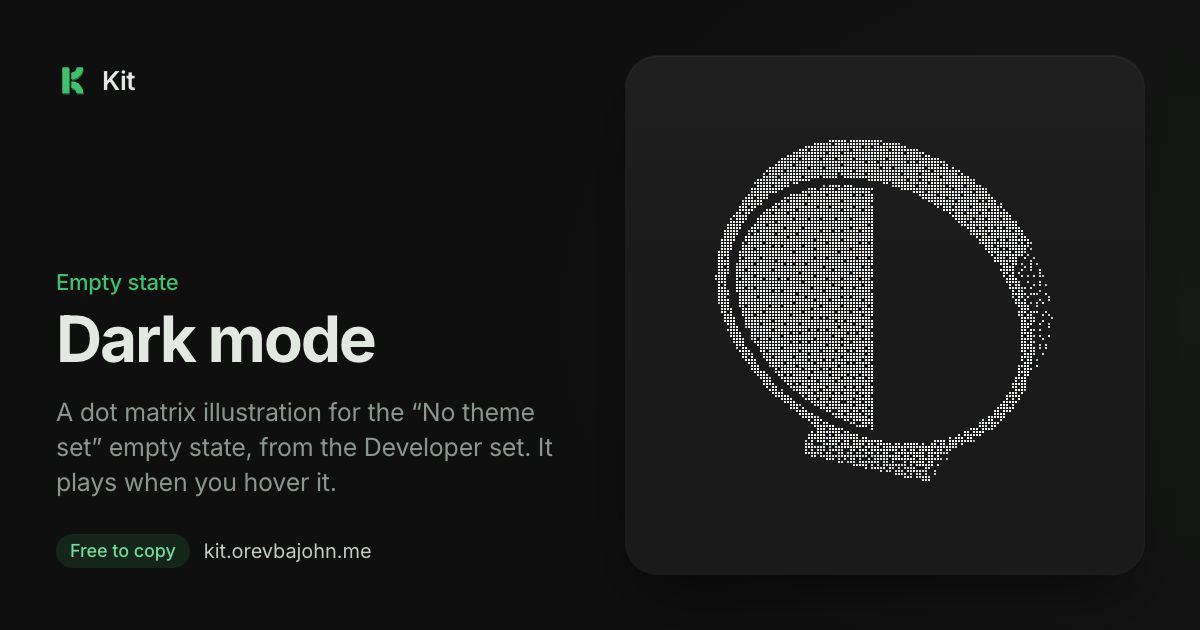 Kit
Empty state
Dark mode
A dot matrix illustration for the “No theme
set” empty state, from the Developer set. It
plays when you hover it.
Free to copy
kit.orevbajohn.me